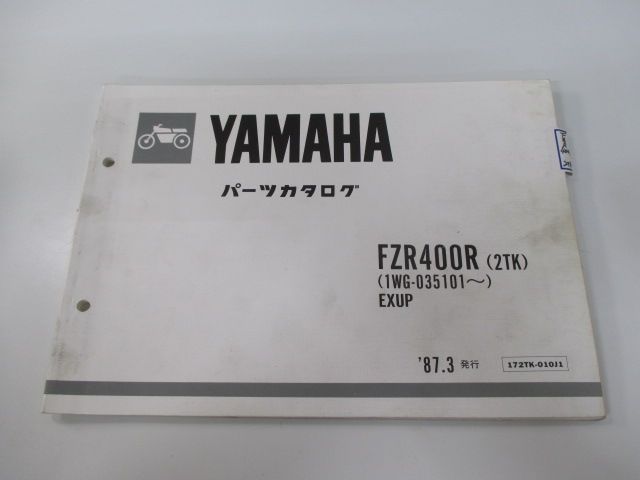 YAMAHA
パーツカタログ
FZR400R (2TK)
(1WG-035101～)
EXUP
'87.3 発行
172TK-010J1